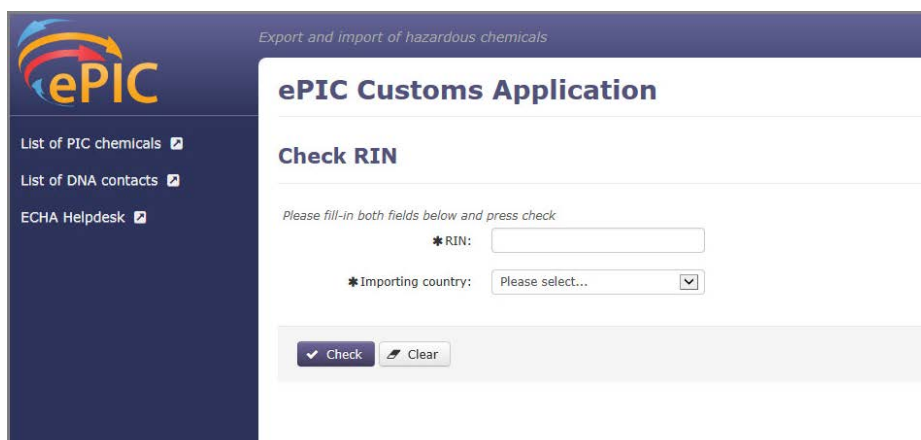 ePIC
Export and import of hazardous chemicals
ePIC Customs Application
List of PIC chemicals
List of DNA contacts
ECHA Helpdesk
Check RIN
Please fill-in both fields below and press check
✱RIN:
✱Importing country: Please select...
Check Clear